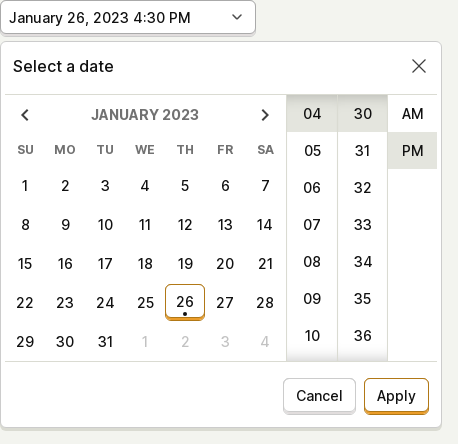 January 26, 2023 4:30 PM
Select a date
JANUARY 2023 04 30 AM
SU MO TU WE TH FR SA 05 31 PM
1 2 3 4 5 6 7 06 32
8 9 10 11 12 13 14 07 33
15 16 17 18 19 20 21 08 34
22 23 24 25 26 27 28 09 35
29 30 31 1 2 3 4 10 36
Cancel Apply